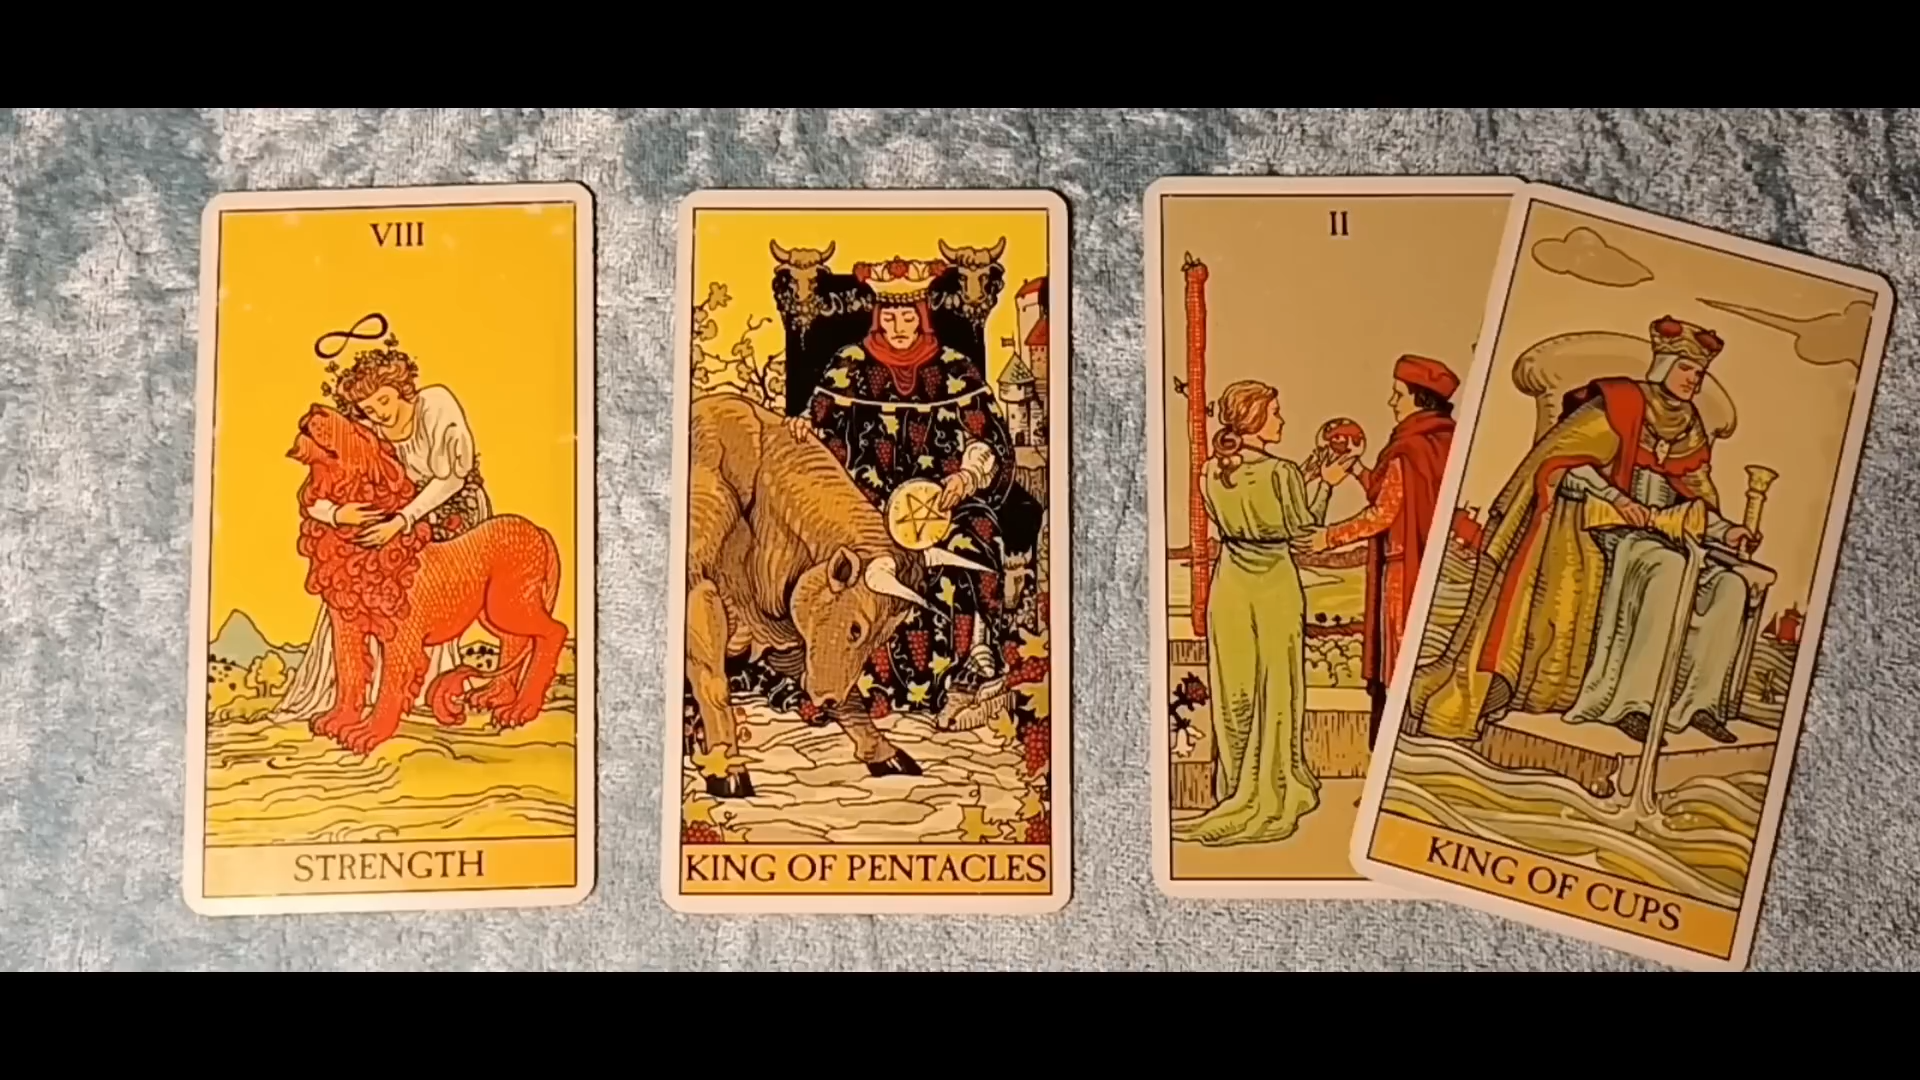 VIII
STRENGTH
KING OF PENTACLES
II
KING OF CUPS